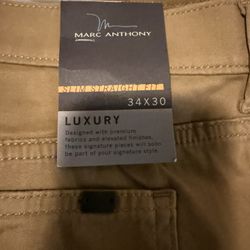 MARC ANTHONY
SLIM STRAIGHT FIT
34X30
LUXURY
Designed with premium
fabrics and elevated finishes,
these signature pieces will soon
be part of your signature style.